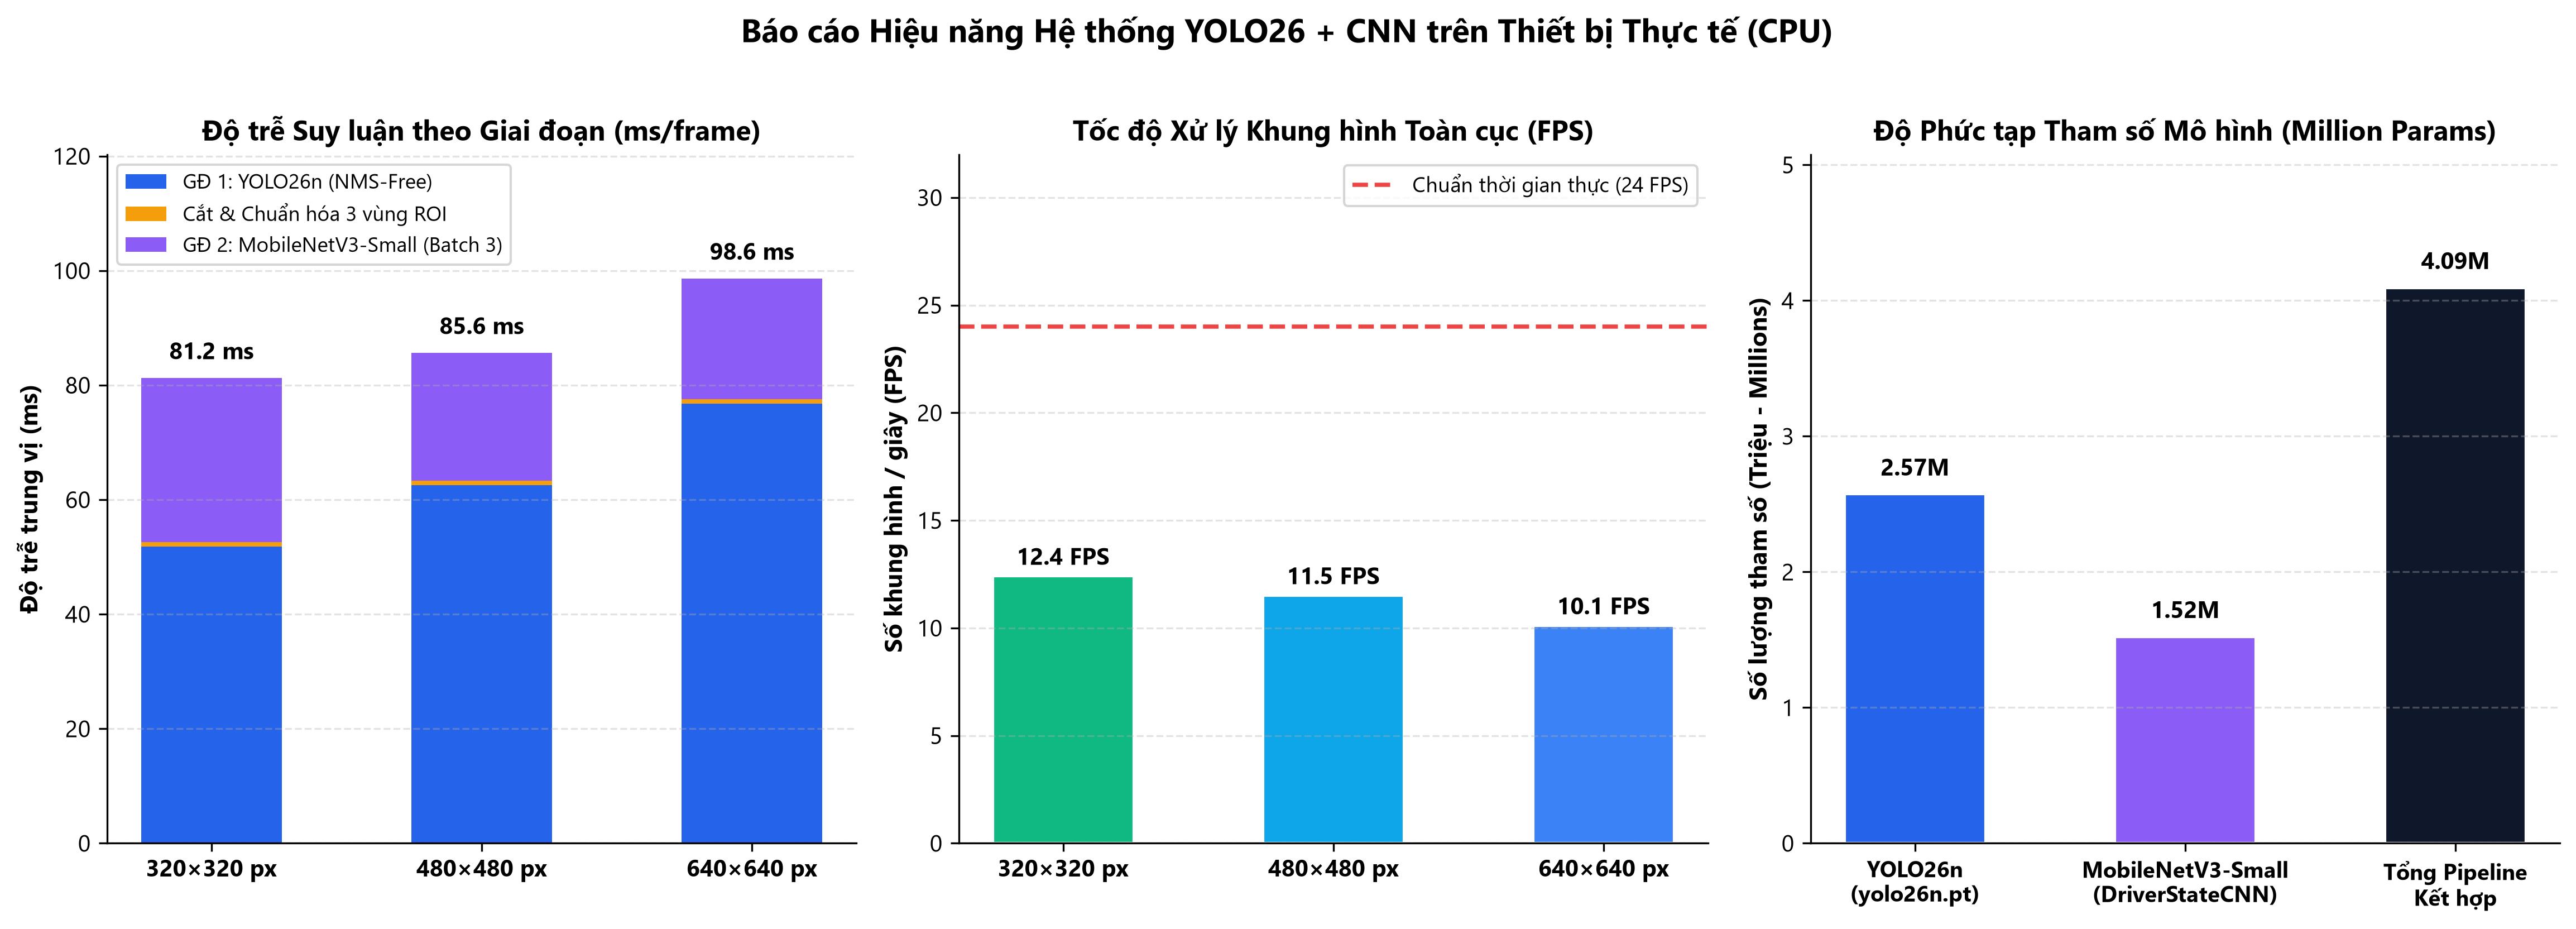 Báo cáo Hiệu năng Hệ thống YOLO26 + CNN trên Thiết bị Thực tế (CPU)
Độ trễ Suy luận theo Giai đoạn (ms/frame)
Độ trễ trung vị (ms)
120
100
80
60
40
20
0
GĐ 1: YOLO26n (NMS-Free)
Cắt & Chuẩn hóa 3 vùng ROI
GĐ 2: MobileNetV3-Small (Batch 3)
81.2 ms
85.6 ms
98.6 ms
320×320 px
480×480 px
640×640 px
Tốc độ Xử lý Khung hình Toàn cục (FPS)
Số khung hình / giây (FPS)
30
25
20
15
10
5
0
Chuẩn thời gian thực (24 FPS)
12.4 FPS
11.5 FPS
10.1 FPS
320×320 px
480×480 px
640×640 px
Độ Phức tạp Tham số Mô hình (Million Params)
Số lượng tham số (Triệu - Millions)
5
4
3
2
1
0
2.57M
1.52M
4.09M
YOLO26n
(yolo26n.pt)
MobileNetV3-Small
(DriverStateCNN)
Tổng Pipeline
Kết hợp